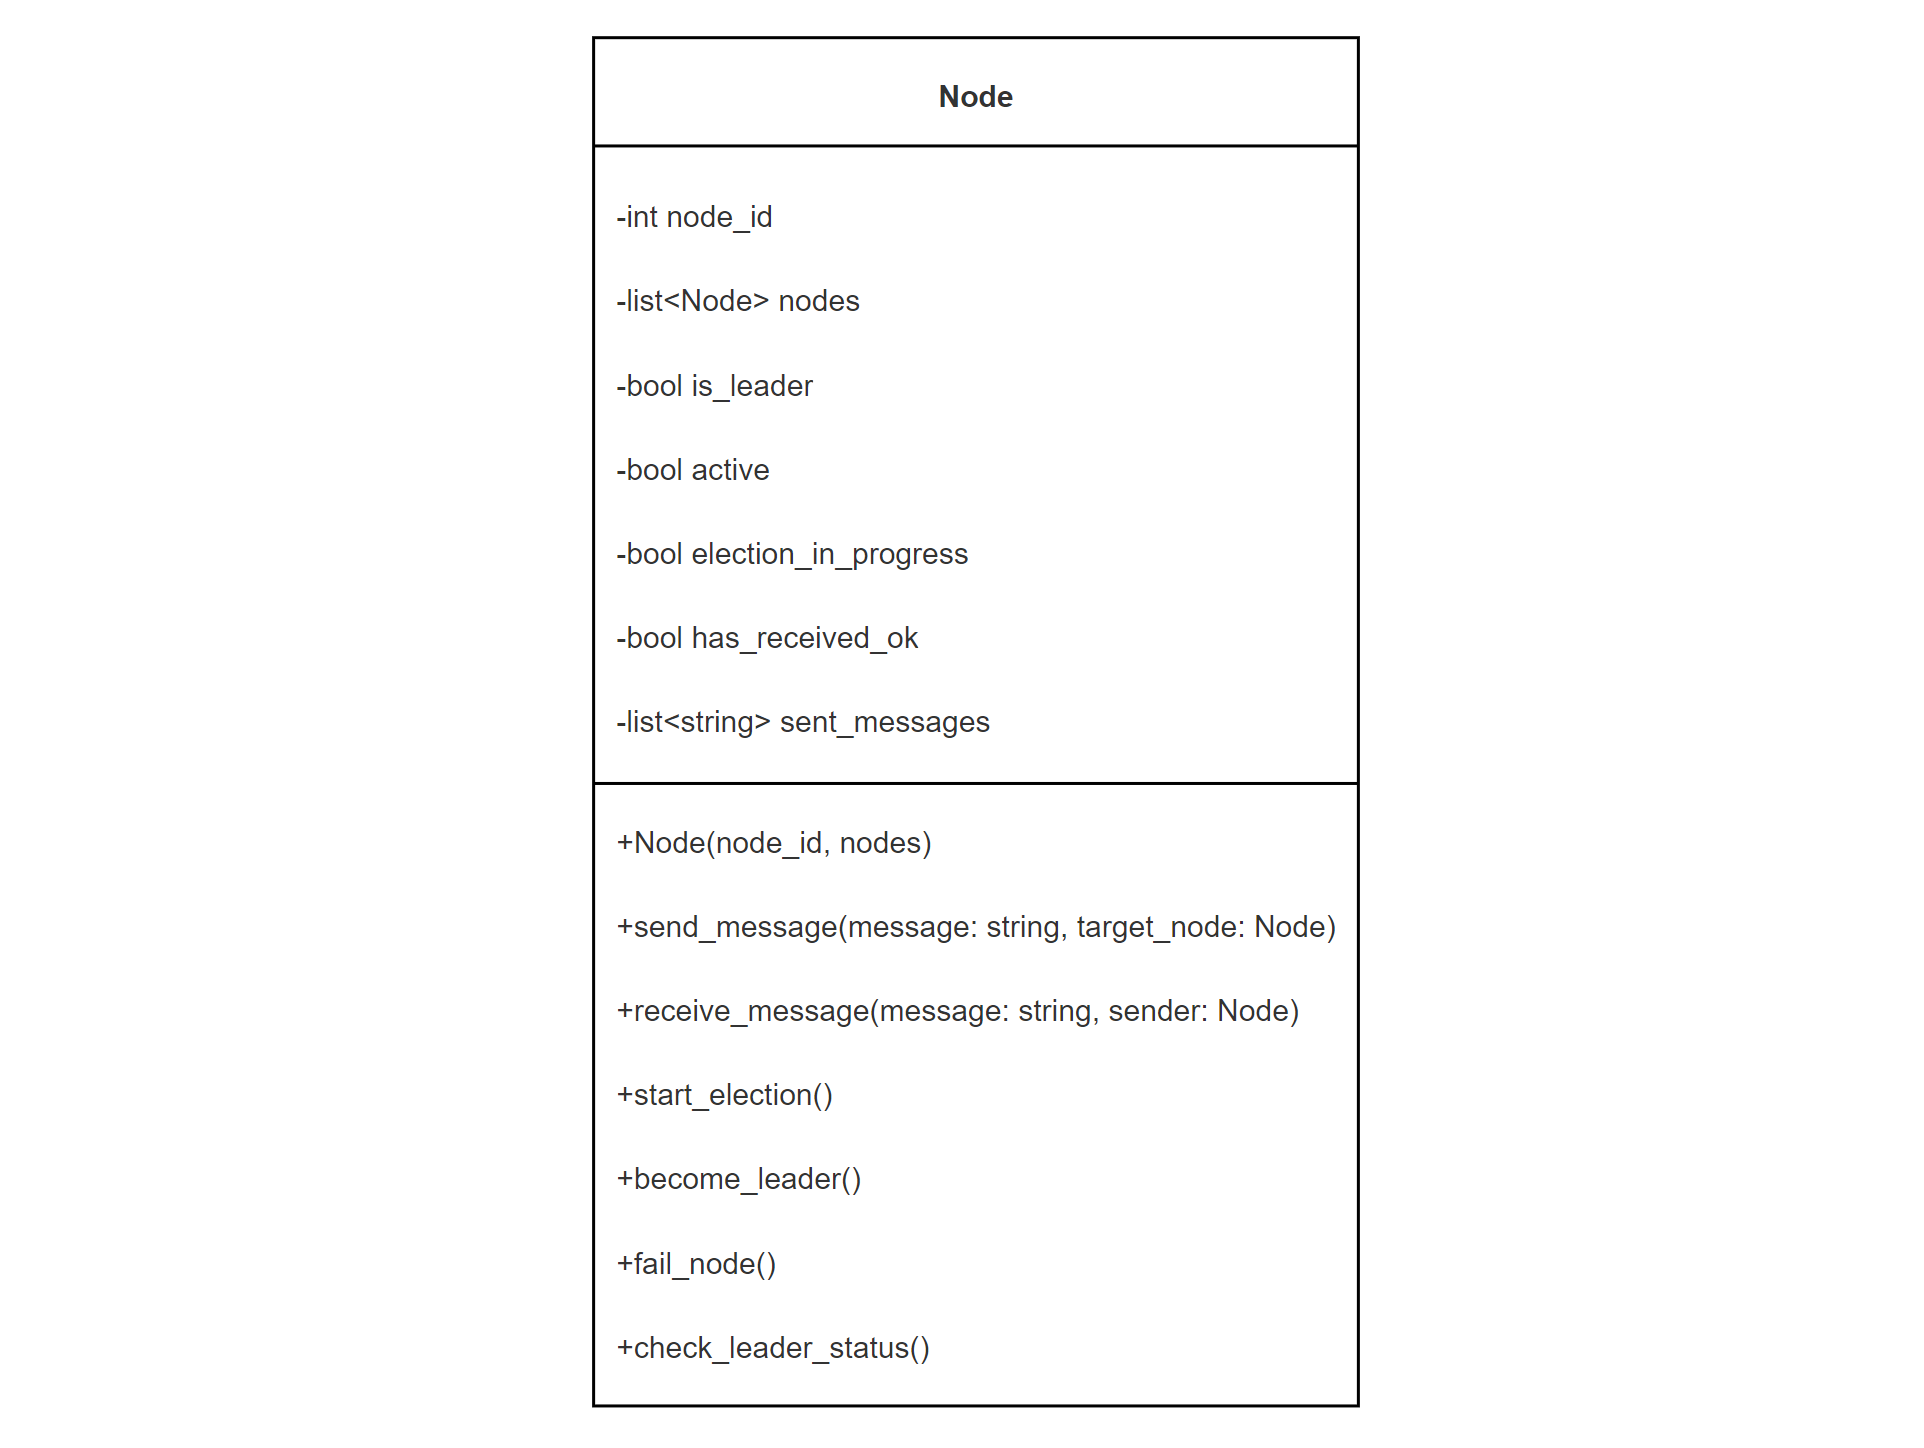 Node
-int node_id
-list<Node> nodes
-bool is_leader
-bool active
-bool election_in_progress
-bool has_received_ok
-list<string> sent_messages
+Node(node_id, nodes)
+send_message(message: string, target_node: Node)
+receive_message(message: string, sender: Node)
+start_election()
+become_leader()
+fail_node()
+check_leader_status()